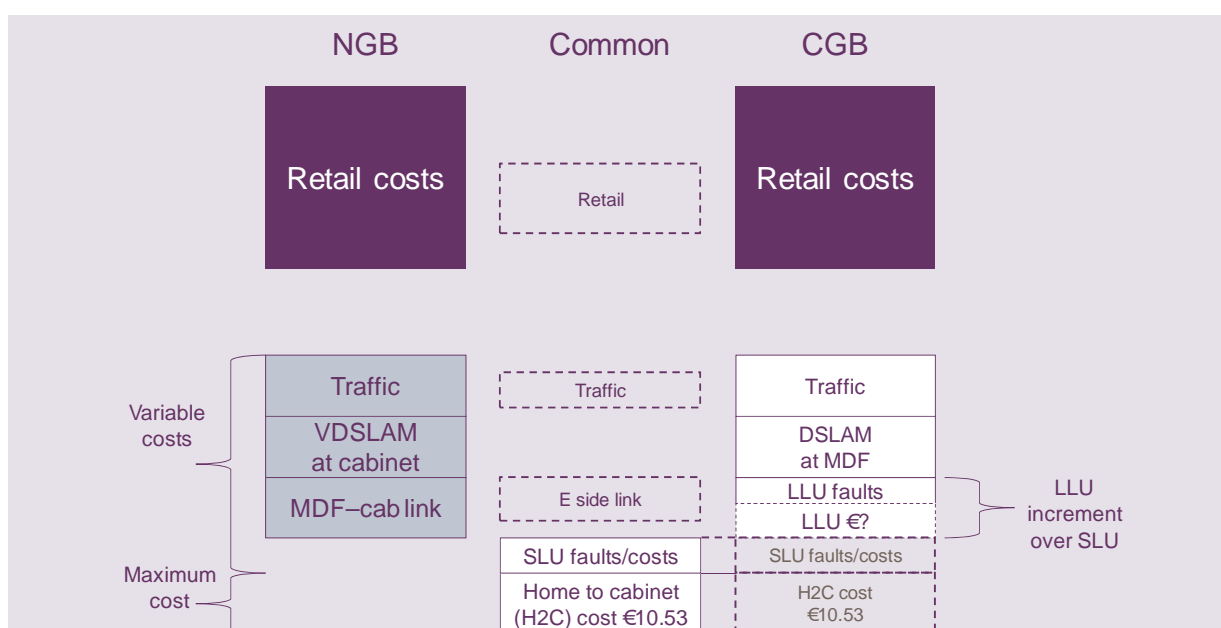 NGB
Common
CGB
Retail costs
Retail
Retail costs
Variable
costs
Traffic
Traffic
Traffic
VDSLAM
at cabinet
DSLAM
at MDF
MDF–cab link
E side link
LLU faults
LLU €?
LLU
increment
over SLU
SLU faults/costs
SLU faults/costs
Maximum
cost
Home to cabinet
(H2C) cost €10.53
H2C cost
€10.53